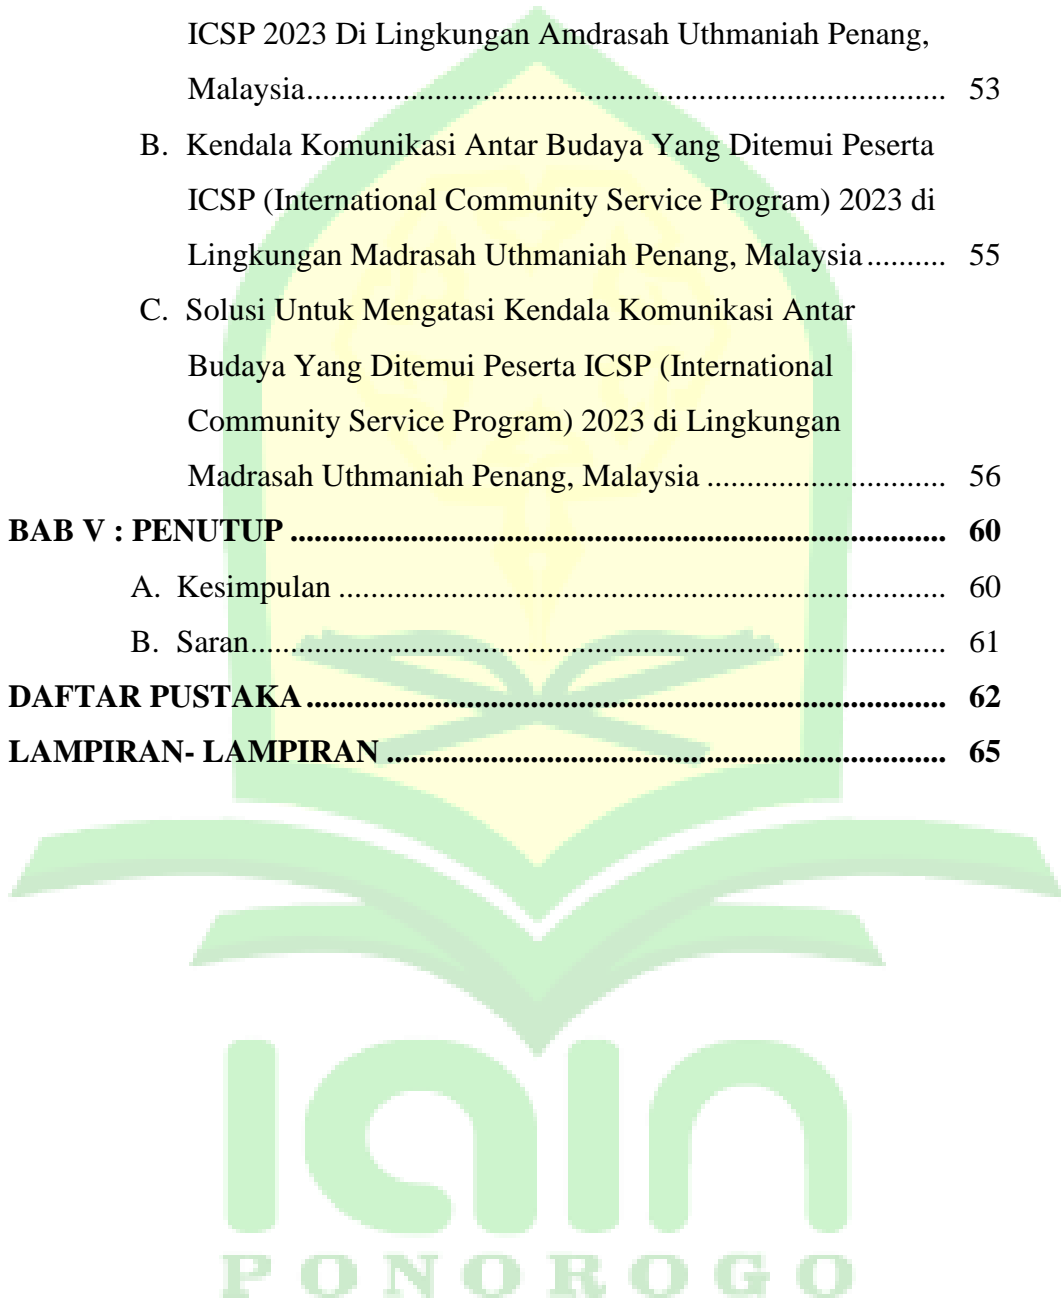 ICSP 2023 Di Lingkungan Amdrasah Uthmaniah Penang,
Malaysia................................................................................ 53
B. Kendala Komunikasi Antar Budaya Yang Ditemui Peserta
ICSP (International Community Service Program) 2023 di
Lingkungan Madrasah Uthmaniah Penang, Malaysia .......... 55
C. Solusi Untuk Mengatasi Kendala Komunikasi Antar
Budaya Yang Ditemui Peserta ICSP (International
Community Service Program) 2023 di Lingkungan
Madrasah Uthmaniah Penang, Malaysia .............................. 56
BAB V : PENUTUP .................................................................................. 60
A. Kesimpulan ............................................................................ 60
B. Saran....................................................................................... 61
DAFTAR PUSTAKA ................................................................................ 62
LAMPIRAN- LAMPIRAN ...................................................................... 65
iain
PONOROGO